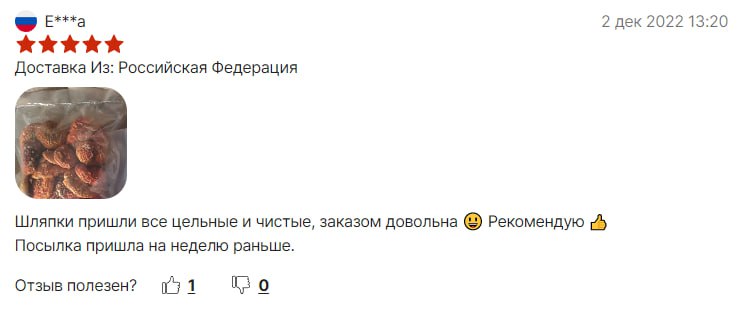 E***a
2 дек 2022 13:20
Доставка Из: Российская Федерация
Шляпки пришли все цельные и чистые, заказом довольна 😃 Рекомендую 👍
Посылка пришла на неделю раньше.
Отзыв полезен? 1 0